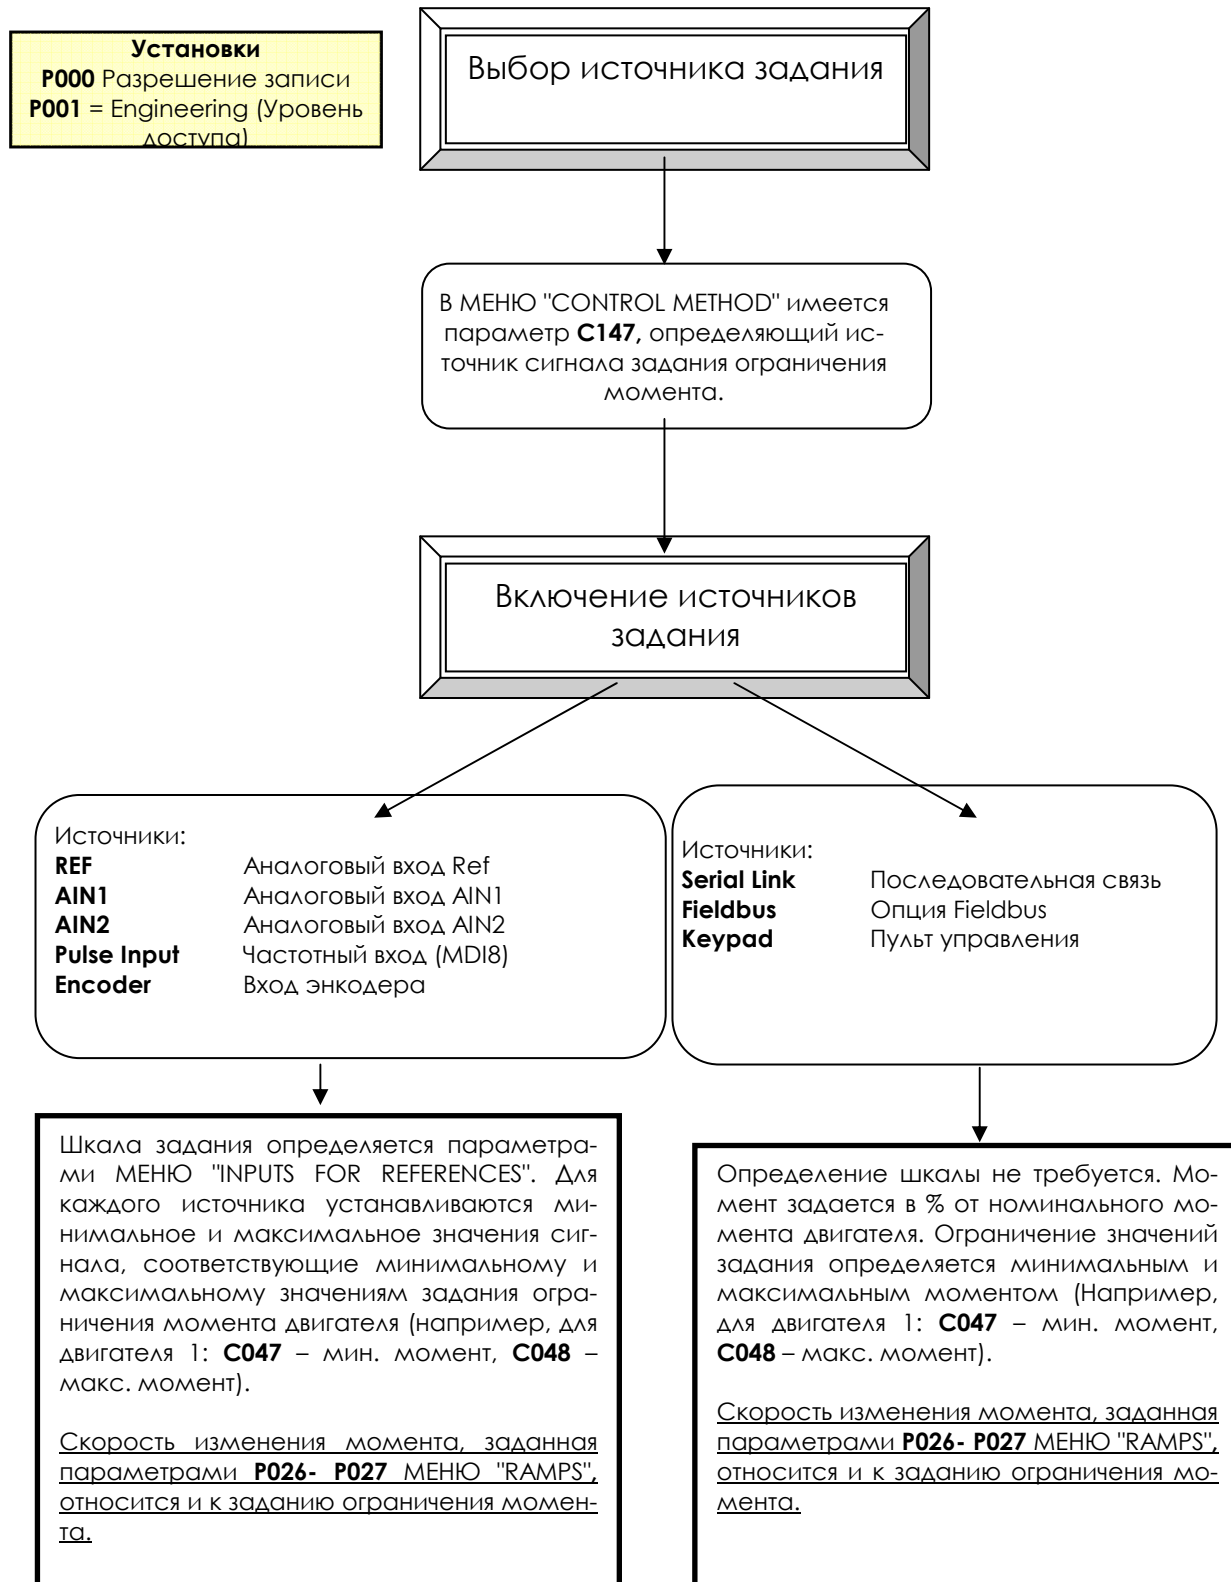 Установки
P000 Разрешение записи
P001 = Engineering (Уровень
доступа)
Выбор источника задания
В МЕНЮ "CONTROL METHOD" имеется
параметр C147, определяющий ис-
точник сигнала задания ограничения
момента.
Включение источников
задания
Источники:
REF Аналоговый вход Ref
AIN1 Аналоговый вход AIN1
AIN2 Аналоговый вход AIN2
Pulse Input Частотный вход (MDI8)
Encoder Вход энкодера
Источники:
Serial Link Последовательная связь
Fieldbus Опция Fieldbus
Keypad Пульт управления
Шкала задания определяется параметра-
ми МЕНЮ "INPUTS FOR REFERENCES". Для
каждого источника устанавливаются ми-
нимальное и максимальное значения сиг-
нала, соответствующие минимальному и
максимальному значениям задания огра-
ничения момента двигателя (например, для
двигателя 1: C047 – мин. момент, C048 –
макс. момент).
Скорость изменения момента, заданная
параметрами P026- P027 МЕНЮ "RAMPS",
относится и к заданию ограничения момен-
та.
Определение шкалы не требуется. Мо-
мент задается в % от номинального мо-
мента двигателя. Ограничение значений
задания определяется минимальным и
максимальным моментом (Например,
для двигателя 1: C047 – мин. момент,
C048 – макс. момент).
Скорость изменения момента, заданная
параметрами P026- P027 МЕНЮ "RAMPS",
относится и к заданию ограничения мо-
мента.